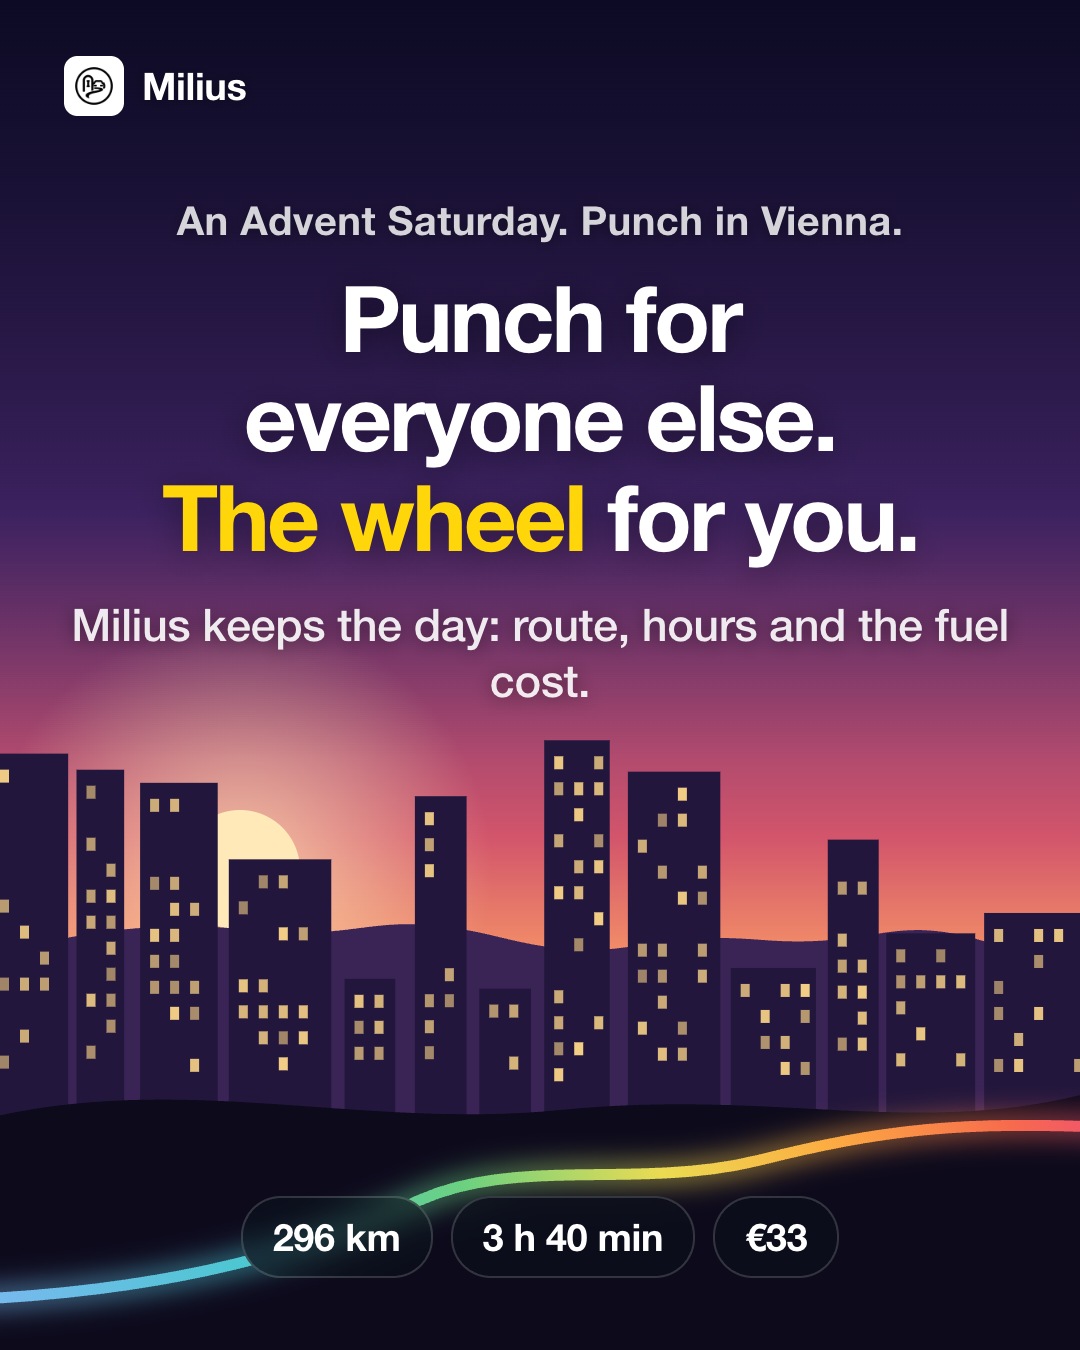 Milius
An Advent Saturday. Punch in Vienna.
Punch for
everyone else.
The wheel for you.
Milius keeps the day: route, hours and the fuel
cost.
296 km
3 h 40 min
€33